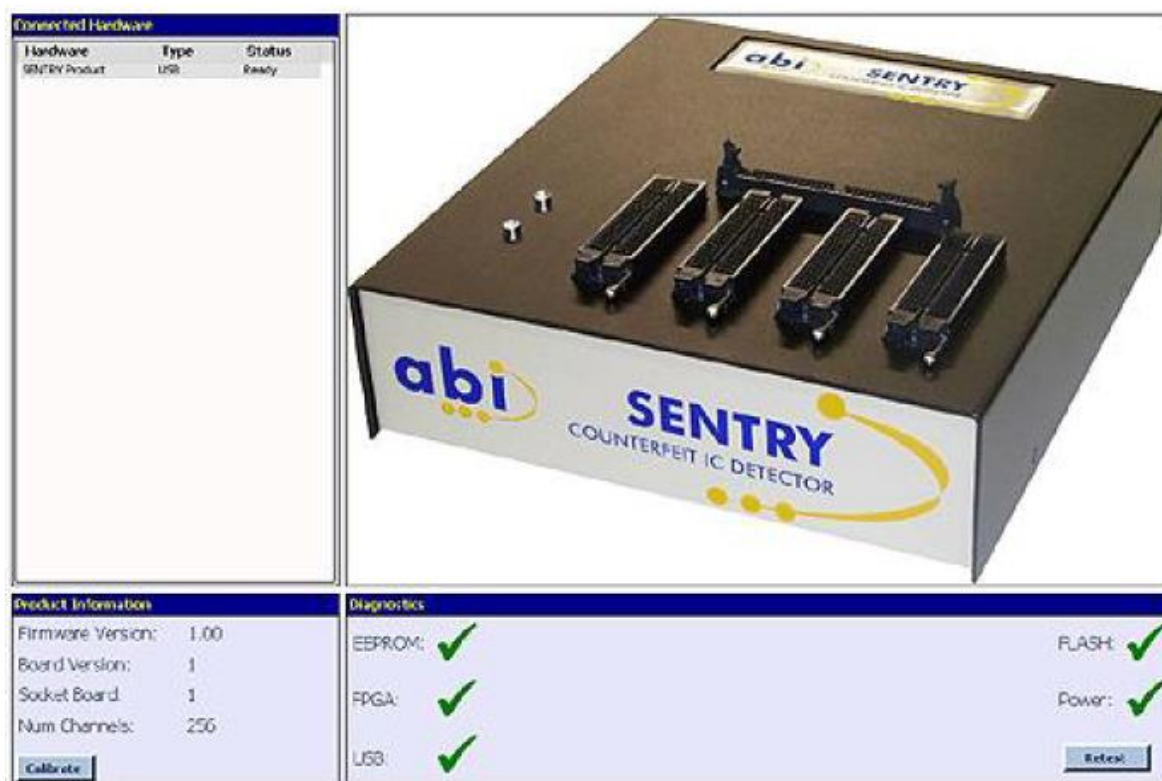 Connected Hardware
Hardware Type Status
SENTRY Product USB Ready
abi SENTRY
abi
SENTRY
COUNTERFEIT IC DETECTOR
Product Information
Firmware Version: 1.00
Board Version: 1
Socket Board: 1
Num Channels: 256
Calibrate
Diagnostics
EEPROM:
FLASH:
FPGA:
Power:
USB:
Retest